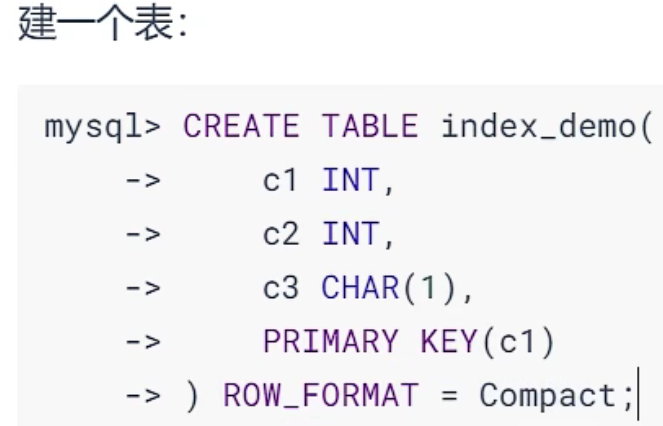 建一个表：
mysql> CREATE TABLE index_demo(
    ->     c1 INT,
    ->     c2 INT,
    ->     c3 CHAR(1),
    ->     PRIMARY KEY(c1)
    -> ) ROW_FORMAT = Compact;